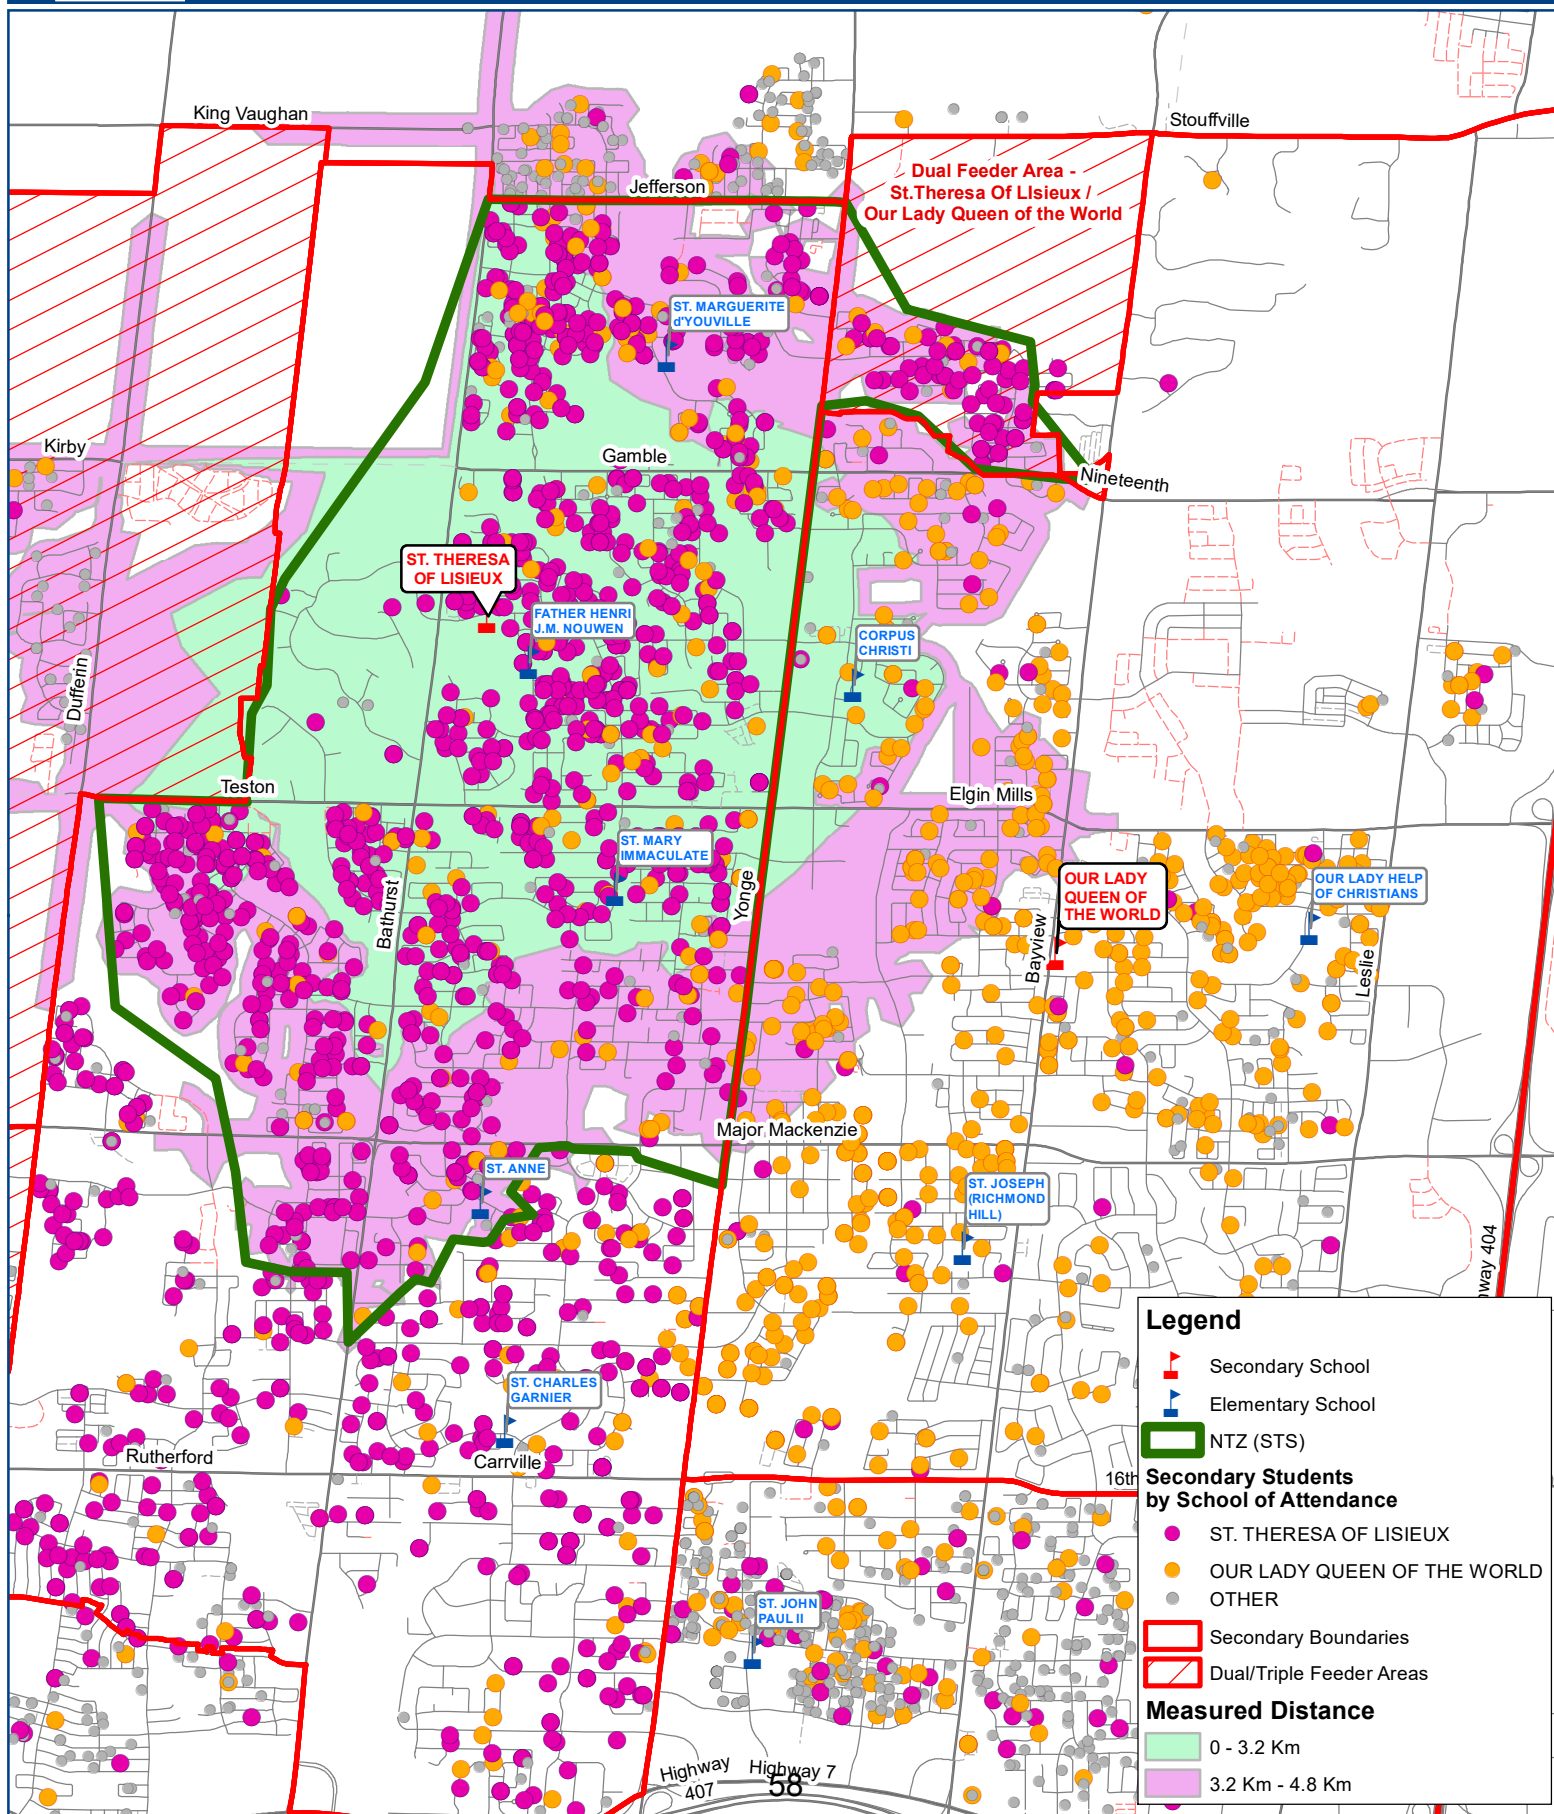 King Vaughan
Stouffville
Dual Feeder Area -
St.Theresa Of LIsieux /
Our Lady Queen of the World
Jefferson
ST. MARGUERITE
d'YOUVILLE
Kirby
Gamble
Nineteenth
ST. THERESA
OF LISIEUX
FATHER HENRI
J.M. NOUWEN
CORPUS
CHRISTI
Dufferin
Teston
Elgin Mills
ST. MARY
IMMACULATE
Yonge
Bathurst
OUR LADY
QUEEN OF
THE WORLD
OUR LADY HELP
OF CHRISTIANS
Bayview
Leslie
Major Mackenzie
ST. ANNE
ST. JOSEPH
(RICHMOND
HILL)
hway 404
ST. CHARLES
GARNIER
Rutherford
Carrville
16th
ST. JOHN
PAUL II
Highway
407
Highway 7
58
Legend
Secondary School
Elementary School
NTZ (STS)
Secondary Students
by School of Attendance
ST. THERESA OF LISIEUX
OUR LADY QUEEN OF THE WORLD
OTHER
Secondary Boundaries
Dual/Triple Feeder Areas
Measured Distance
0 - 3.2 Km
3.2 Km - 4.8 Km